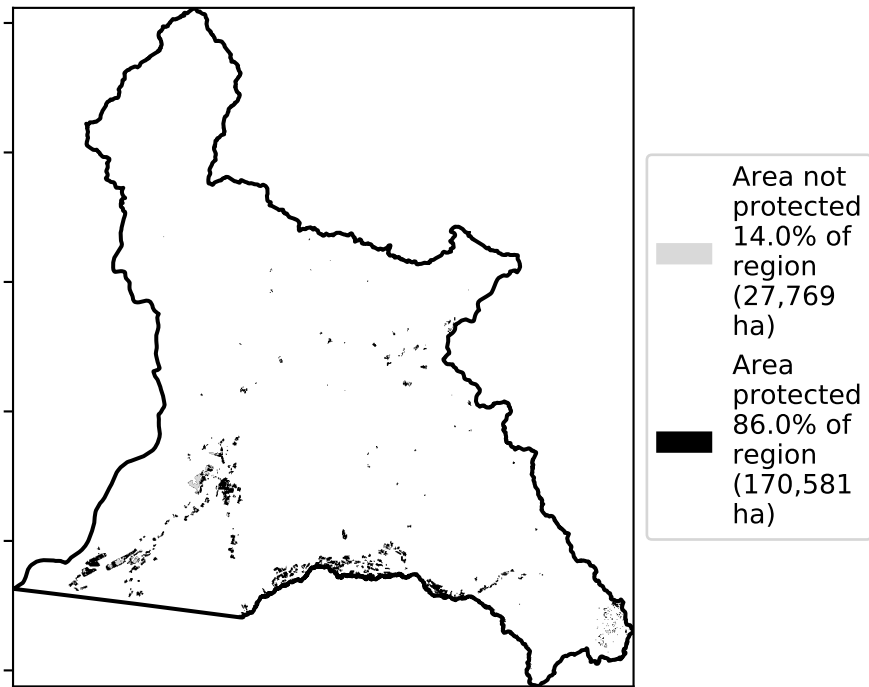 Area not
protected
14.0% of
region
(27,769
ha)
Area
protected
86.0% of
region
(170,581
ha)